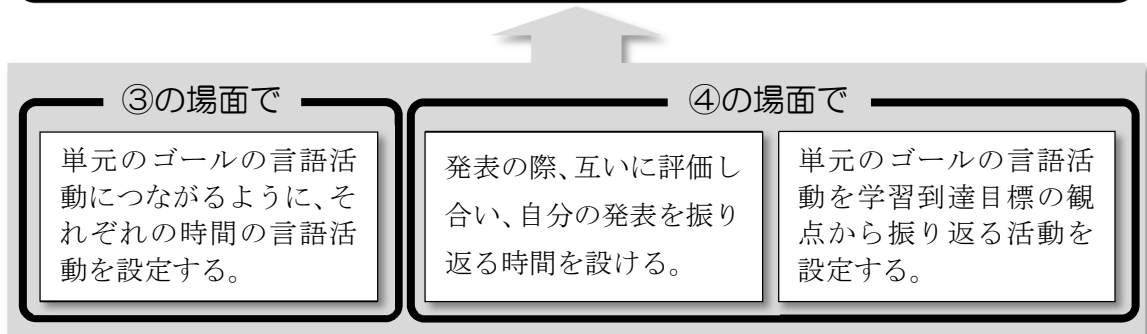 ③の場面で
単元のゴールの言語活
動につながるように、そ
れぞれの時間の言語活
動を設定する。
④の場面で
発表の際、互いに評価し
合い、自分の発表を振り
返る時間を設ける。
単元のゴールの言語活
動を学習到達目標の観
点から振り返る活動を
設定する。